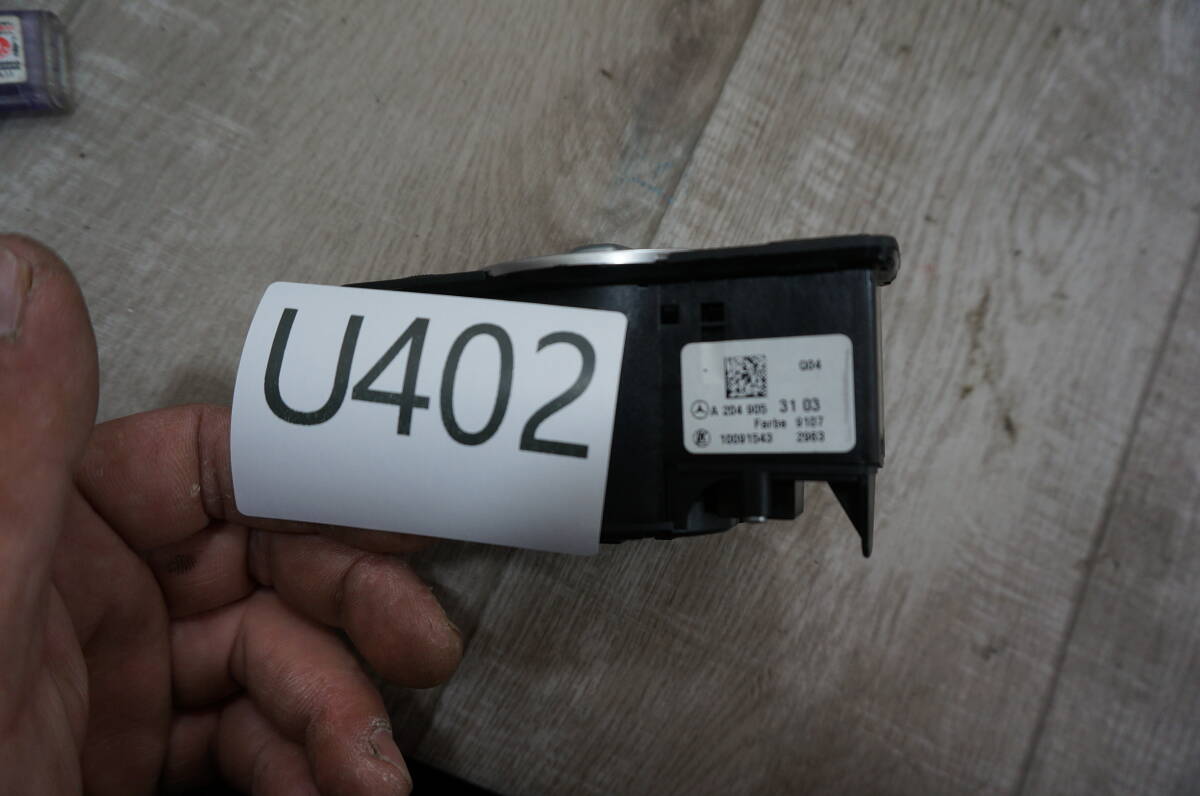 U402
Q04
A 204 905 31 03
Farbe 9107
10091543 2963